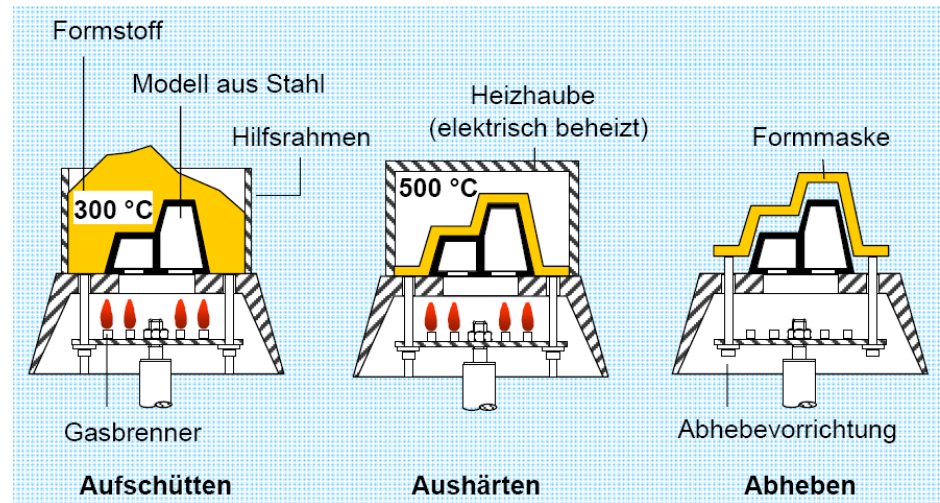 Formstoff
Modell aus Stahl
Hilfsrahmen
300 °C
Gasbrenner
Aufschütten
Heizhaube
(elektrisch beheizt)
500 °C
Aushärten
Formmaske
Abhebevorrichtung
Abheben